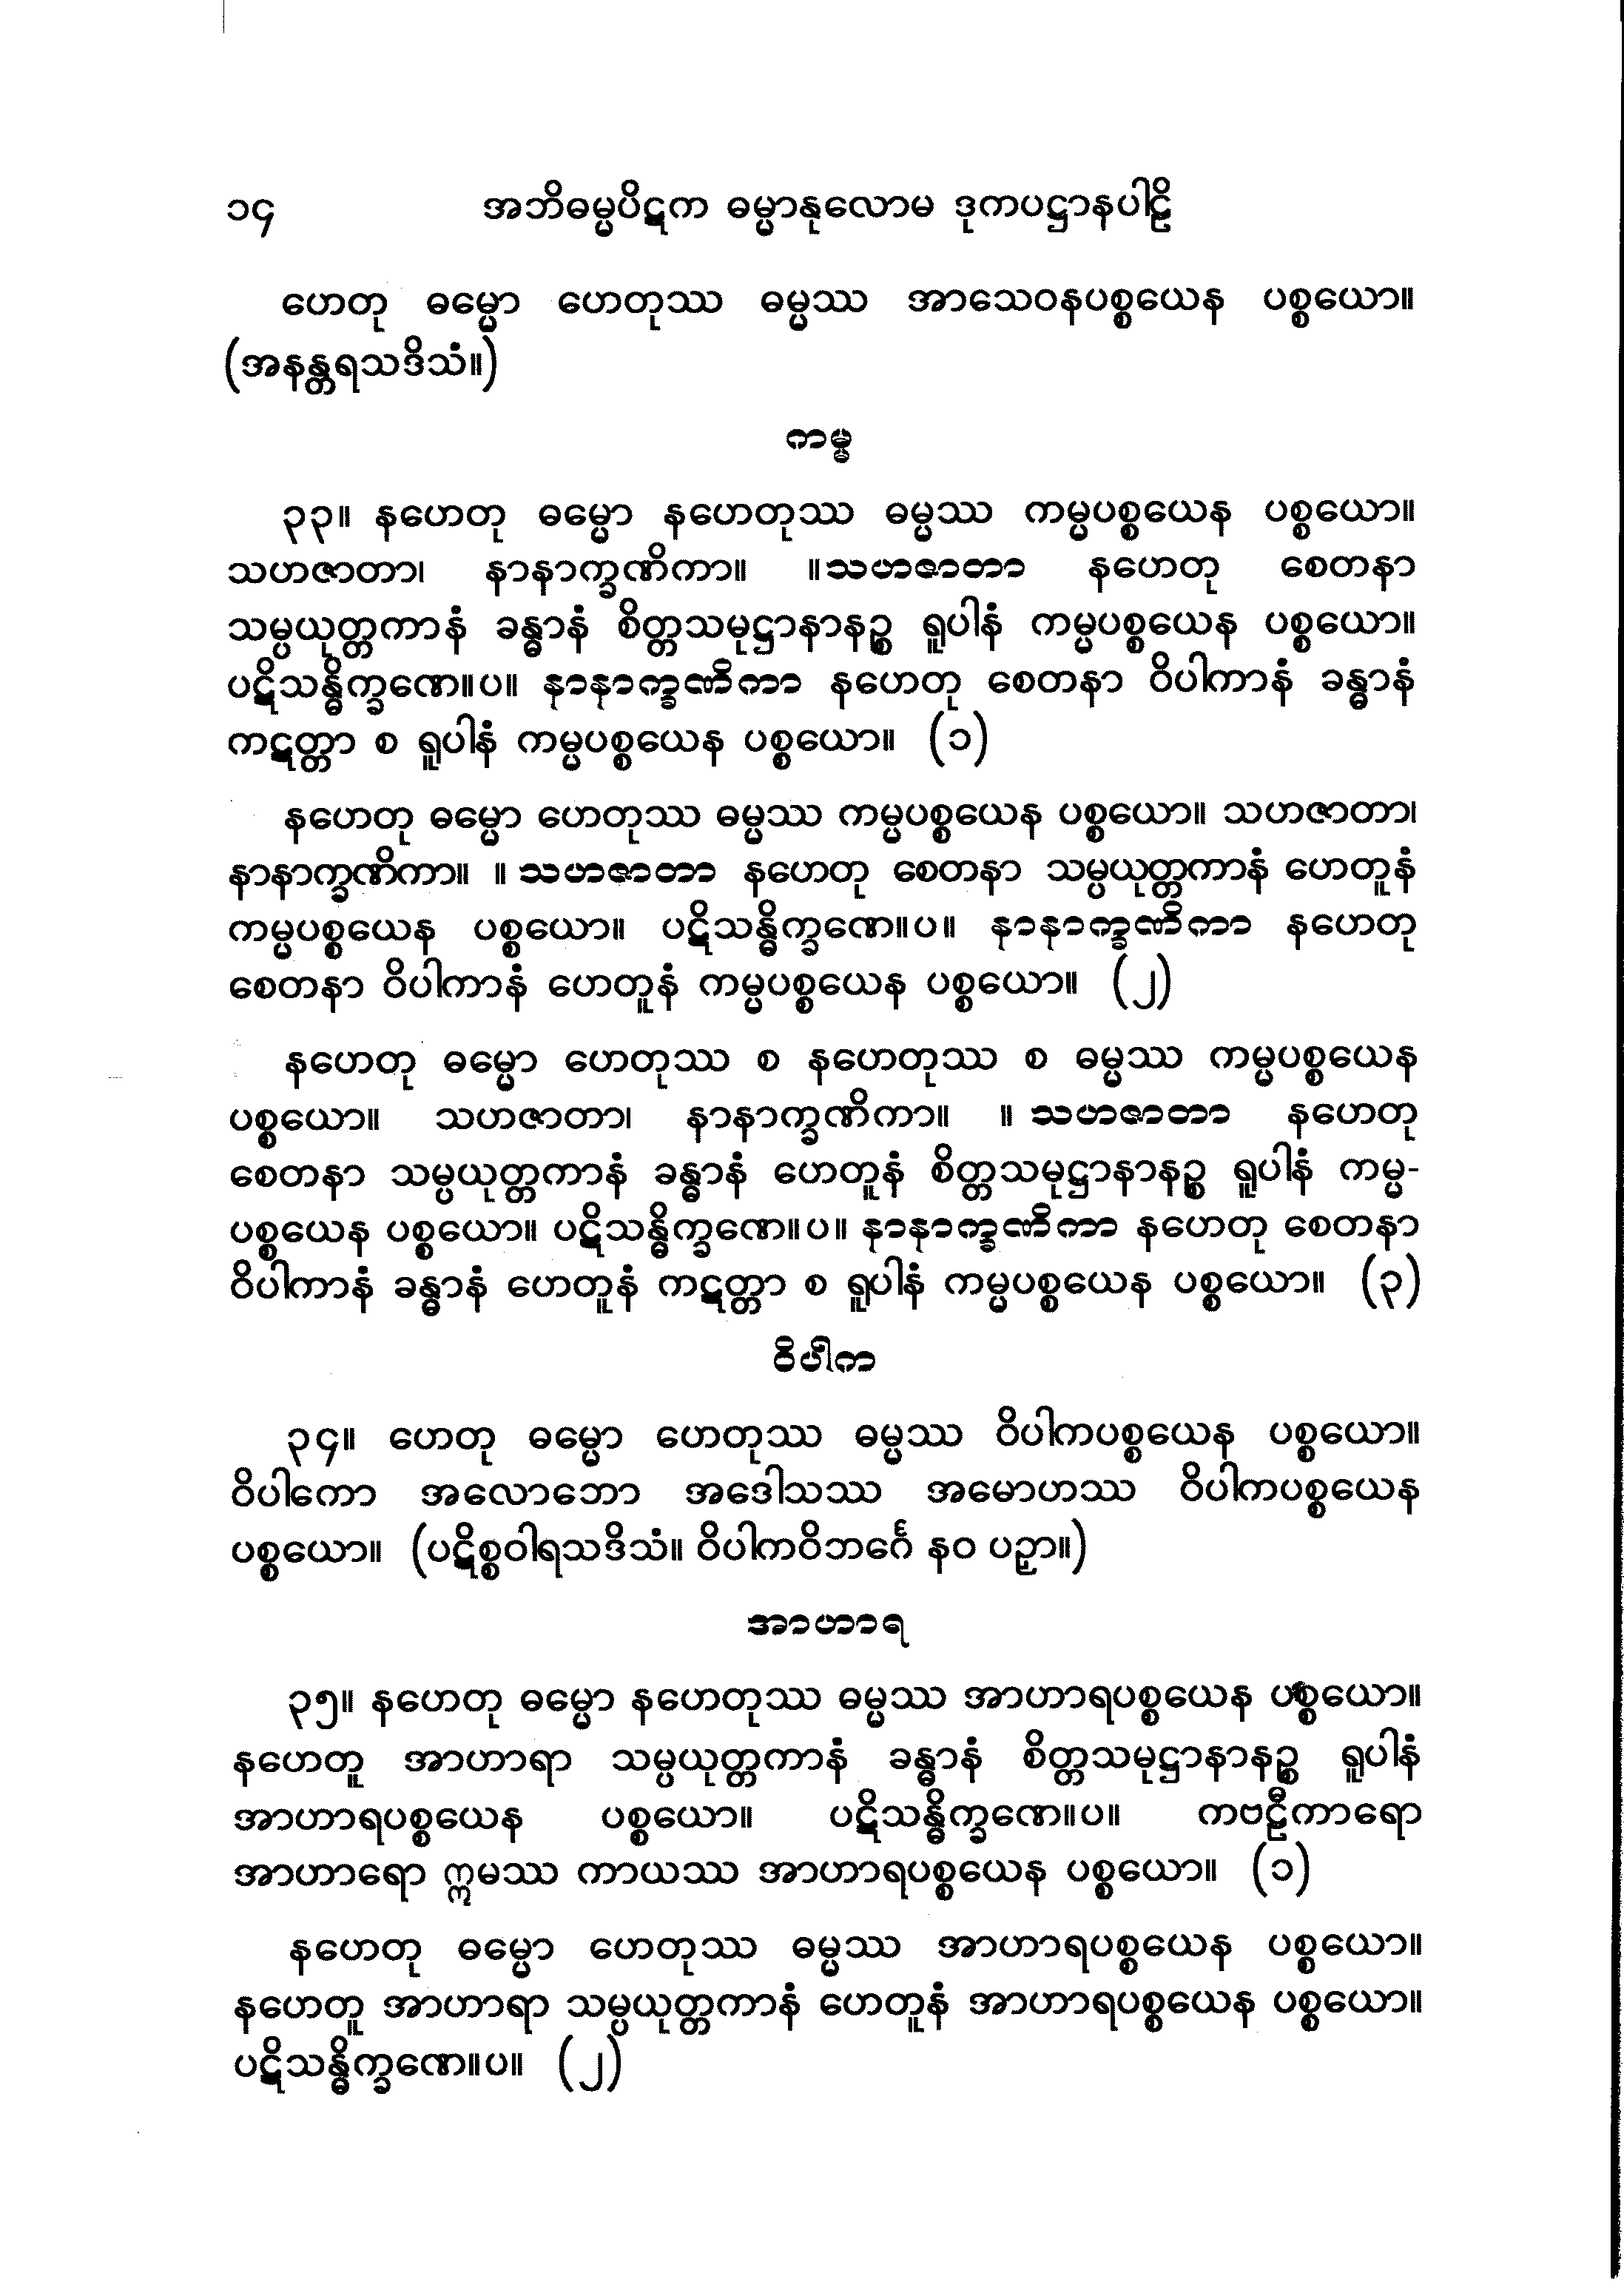 ၁၄ အဘိဓမ္မပိဋက ဓမ္မာနုလောမ ဒုကပဋ္ဌာနပါဠိ
ဟေတု ဓမ္မော ဟေတုဿ ဓမ္မဿ အာသေဝနပစ္စယေန ပစ္စယော။
(အနန္တရသဒိသံ။)
ကမ္မ
၃၃။ နဟေတု ဓမ္မော နဟေတုဿ ဓမ္မဿ ကမ္မပစ္စယေန ပစ္စယော။
သဟဇာတာ၊ နာနာက္ခဏိကာ။ ။သဟဇာတာ နဟေတု စေတနာ
သမ္ပယုတ္တကာနံ ခန္ဓာနံ စိတ္တသမုဋ္ဌာနာနဉ္စ ရူပါနံ ကမ္မပစ္စယေန ပစ္စယော။
ပဋိသန္ဓိက္ခဏေ။ပ။ နာနာက္ခဏိကာ နဟေတု စေတနာ ဝိပါကာနံ ခန္ဓာနံ
ကဋတ္တာ စ ရူပါနံ ကမ္မပစ္စယေန ပစ္စယော။ (၁)
နဟေတု ဓမ္မော ဟေတုဿ ဓမ္မဿ ကမ္မပစ္စယေန ပစ္စယော။ သဟဇာတာ၊
နာနာက္ခဏိကာ။ ။ သဟဇာတာ နဟေတု စေတနာ သမ္ပယုတ္တကာနံ ဟေတူနံ
ကမ္မပစ္စယေန ပစ္စယော။ ပဋိသန္ဓိက္ခဏေ။ပ။ နာနာက္ခဏိကာ နဟေတု
စေတနာ ဝိပါကာနံ ဟေတူနံ ကမ္မပစ္စယေန ပစ္စယော။ (၂)
နဟေတု ဓမ္မော ဟေတုဿ စ နဟေတုဿ စ ဓမ္မဿ ကမ္မပစ္စယေန
ပစ္စယော။ သဟဇာတာ၊ နာနာက္ခဏိကာ။ ။ သဟဇာတာ နဟေတု
စေတနာ သမ္ပယုတ္တကာနံ ခန္ဓာနံ ဟေတူနံ စိတ္တသမုဋ္ဌာနာနဉ္စ ရူပါနံ ကမ္မ-
ပစ္စယေန ပစ္စယော။ ပဋိသန္ဓိက္ခဏေ။ပ။ နာနာက္ခဏိကာ နဟေတု စေတနာ
ဝိပါကာနံ ခန္ဓာနံ ဟေတူနံ ကဋတ္တာ စ ရူပါနံ ကမ္မပစ္စယေန ပစ္စယော။ (၃)
ဝိပါက
၃၄။ ဟေတု ဓမ္မော ဟေတုဿ ဓမ္မဿ ဝိပါကပစ္စယေန ပစ္စယော။
ဝိပါကော အလောဘော အဒေါသဿ အမောဟဿ ဝိပါကပစ္စယေန
ပစ္စယော။ (ပဋိစ္စဝါရသဒိသံ။ ဝိပါကဝိဘင်္ဂေ နဝ ပဉှာ။)
အာဟာရ
၃၅။ နဟေတု ဓမ္မော နဟေတုဿ ဓမ္မဿ အာဟာရပစ္စယေန ပစ္စယော။
နဟေတူ အာဟာရာ သမ္ပယုတ္တကာနံ ခန္ဓာနံ စိတ္တသမုဋ္ဌာနာနဉ္စ ရူပါနံ
အာဟာရပစ္စယေန ပစ္စယော။ ပဋိသန္ဓိက္ခဏေ။ပ။ ကဗဠီကာရော
အာဟာရော ဣမဿ ကာယဿ အာဟာရပစ္စယေန ပစ္စယော။ (၁)
နဟေတု ဓမ္မော ဟေတုဿ ဓမ္မဿ အာဟာရပစ္စယေန ပစ္စယော။
နဟေတူ အာဟာရာ သမ္ပယုတ္တကာနံ ဟေတူနံ အာဟာရပစ္စယေန ပစ္စယော။
ပဋိသန္ဓိက္ခဏေ။ပ။ (၂)